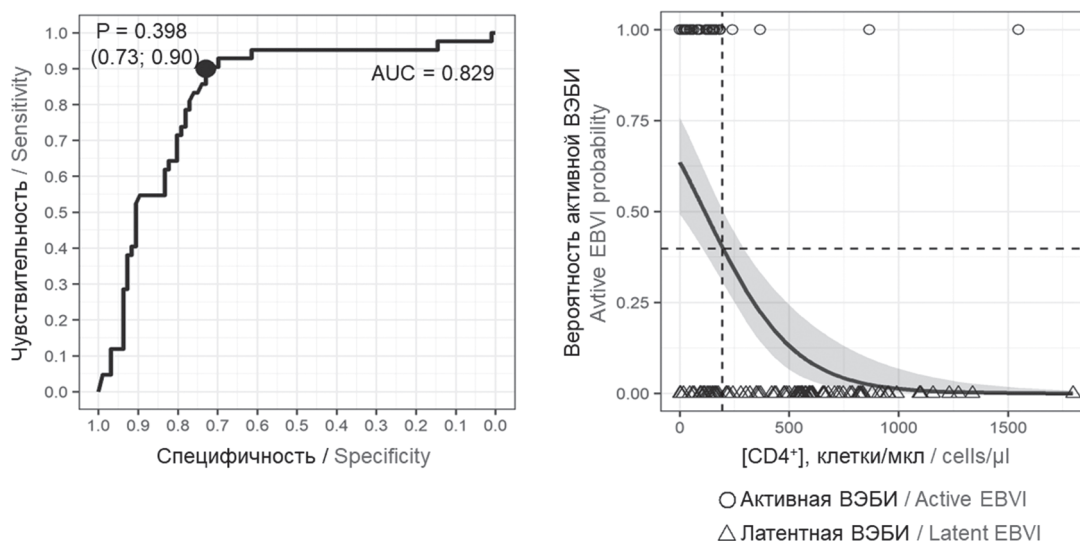 P = 0.398
(0.73; 0.90)
AUC = 0.829
Чувствительность / Sensitivity
1.0
0.9
0.8
0.7
0.6
0.5
0.4
0.3
0.2
0.1
0.0
1.0 0.9 0.8 0.7 0.6 0.5 0.4 0.3 0.2 0.1 0.0
Специфичность / Specificity
Вероятность активной ВЭБИ
Avtive EBVI probability
1.00
0.75
0.50
0.25
0.00
0 500 1000 1500
[CD4⁺], клетки/мкл / cells/µl
Активная ВЭБИ / Active EBVI
Латентная ВЭБИ / Latent EBVI